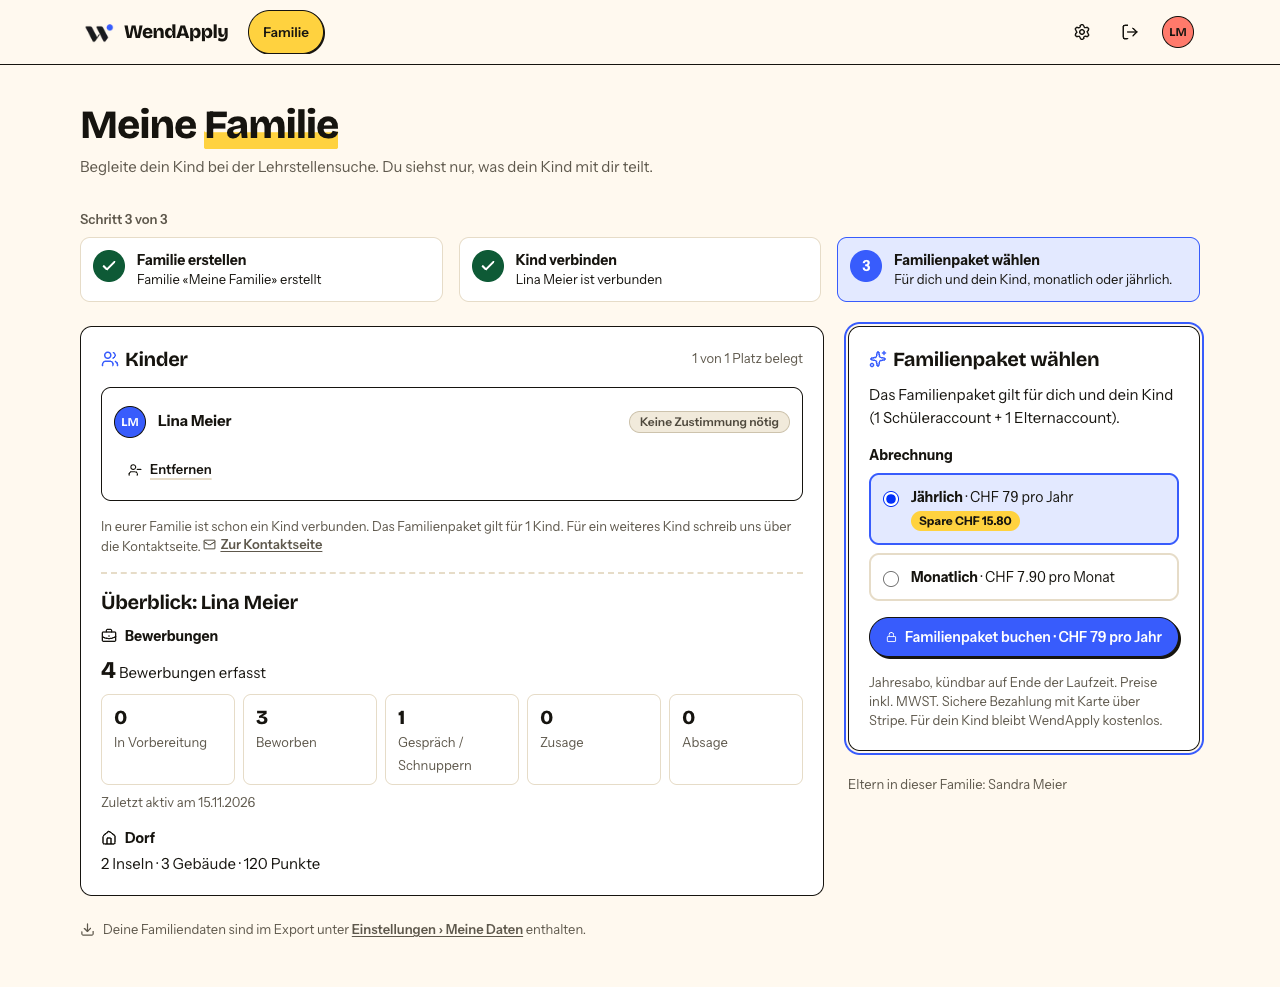 WendApply
Familie
LM
Meine Familie
Begleite dein Kind bei der Lehrstellensuche. Du siehst nur, was dein Kind mit dir teilt.
Schritt 3 von 3
Familie erstellen
Familie «Meine Familie» erstellt
Kind verbinden
Lina Meier ist verbunden
3
Familienpaket wählen
Für dich und dein Kind, monatlich oder jährlich.
Kinder
1 von 1 Platz belegt
LM
Lina Meier
Keine Zustimmung nötig
Entfernen
In eurer Familie ist schon ein Kind verbunden. Das Familienpaket gilt für 1 Kind. Für ein weiteres Kind schreib uns über
die Kontaktseite. Zur Kontaktseite
Überblick: Lina Meier
Bewerbungen
4 Bewerbungen erfasst
0
In Vorbereitung
3
Beworben
1
Gespräch /
Schnuppern
0
Zusage
0
Absage
Zuletzt aktiv am 15.11.2026
Dorf
2 Inseln · 3 Gebäude · 120 Punkte
Familienpaket wählen
Das Familienpaket gilt für dich und dein Kind
(1 Schüleraccount + 1 Elternaccount).
Abrechnung
Jährlich · CHF 79 pro Jahr
Spare CHF 15.80
Monatlich · CHF 7.90 pro Monat
Familienpaket buchen · CHF 79 pro Jahr
Jahresabo, kündbar auf Ende der Laufzeit. Preise
inkl. MWST. Sichere Bezahlung mit Karte über
Stripe. Für dein Kind bleibt WendApply kostenlos.
Eltern in dieser Familie: Sandra Meier
Deine Familiendaten sind im Export unter Einstellungen › Meine Daten enthalten.